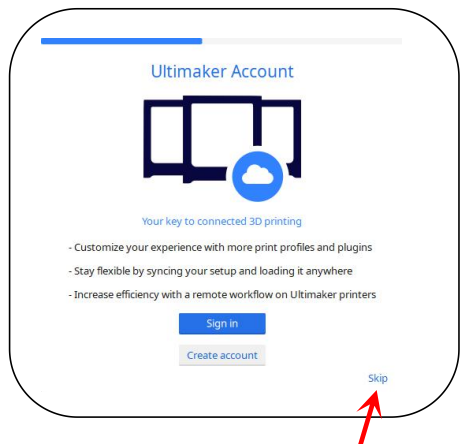 Ultimaker Account
Your key to connected 3D printing
- Customize your experience with more print profiles and plugins
- Stay flexible by syncing your setup and loading it anywhere
- Increase efficiency with a remote workflow on Ultimaker printers
Sign in
Create account
Skip